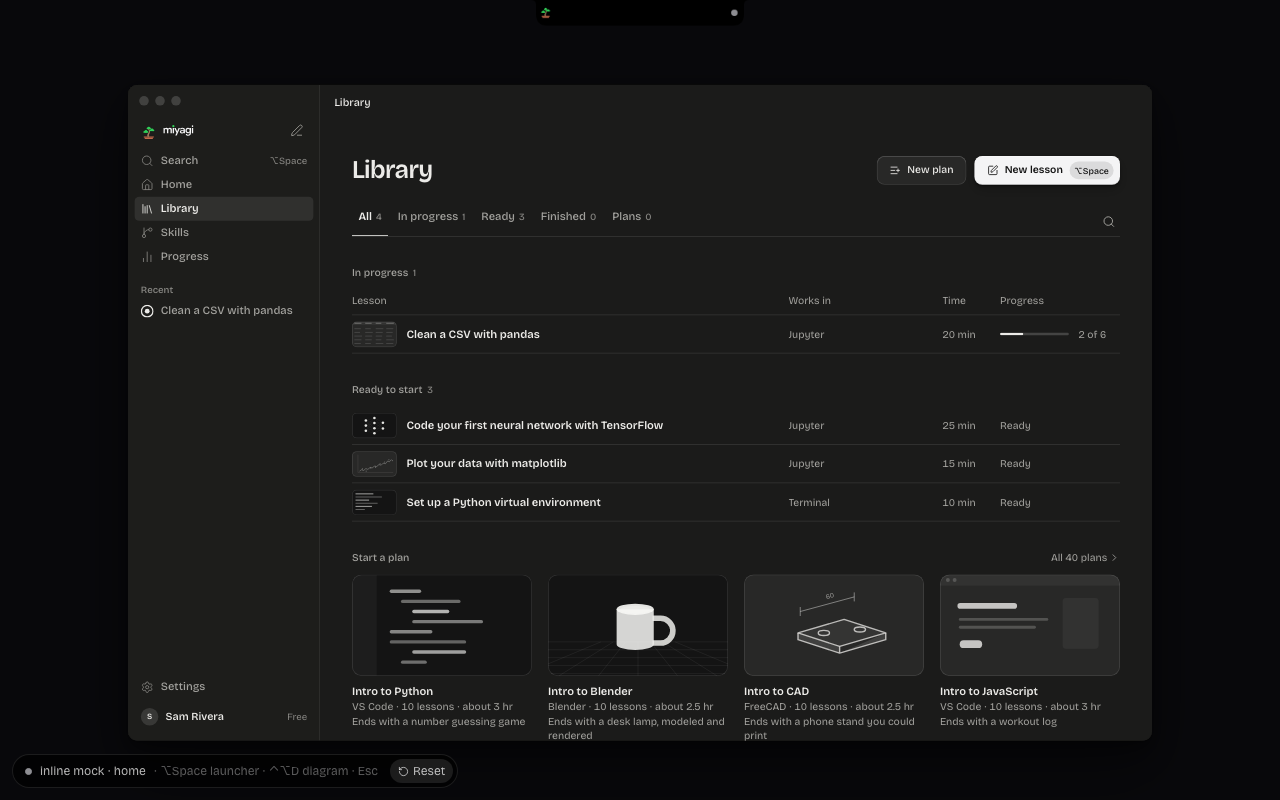 Library
miyagi
Search ⌥Space
Home
Library
Skills
Progress
Recent
Clean a CSV with pandas
Settings
S Sam Rivera Free
Library
New plan
New lesson ⌥Space
All 4 In progress 1 Ready 3 Finished 0 Plans 0
In progress 1
Lesson Works in Time Progress
Clean a CSV with pandas Jupyter 20 min 2 of 6
Ready to start 3
Code your first neural network with TensorFlow Jupyter 25 min Ready
Plot your data with matplotlib Jupyter 15 min Ready
Set up a Python virtual environment Terminal 10 min Ready
Start a plan All 40 plans
60
Intro to Python
VS Code · 10 lessons · about 3 hr
Ends with a number guessing game
Intro to Blender
Blender · 10 lessons · about 2.5 hr
Ends with a desk lamp, modeled and
rendered
Intro to CAD
FreeCAD · 10 lessons · about 2.5 hr
Ends with a phone stand you could
print
Intro to JavaScript
VS Code · 10 lessons · about 3 hr
Ends with a workout log
inline mock · home · ⌥Space launcher · ^⌥D diagram · Esc Reset